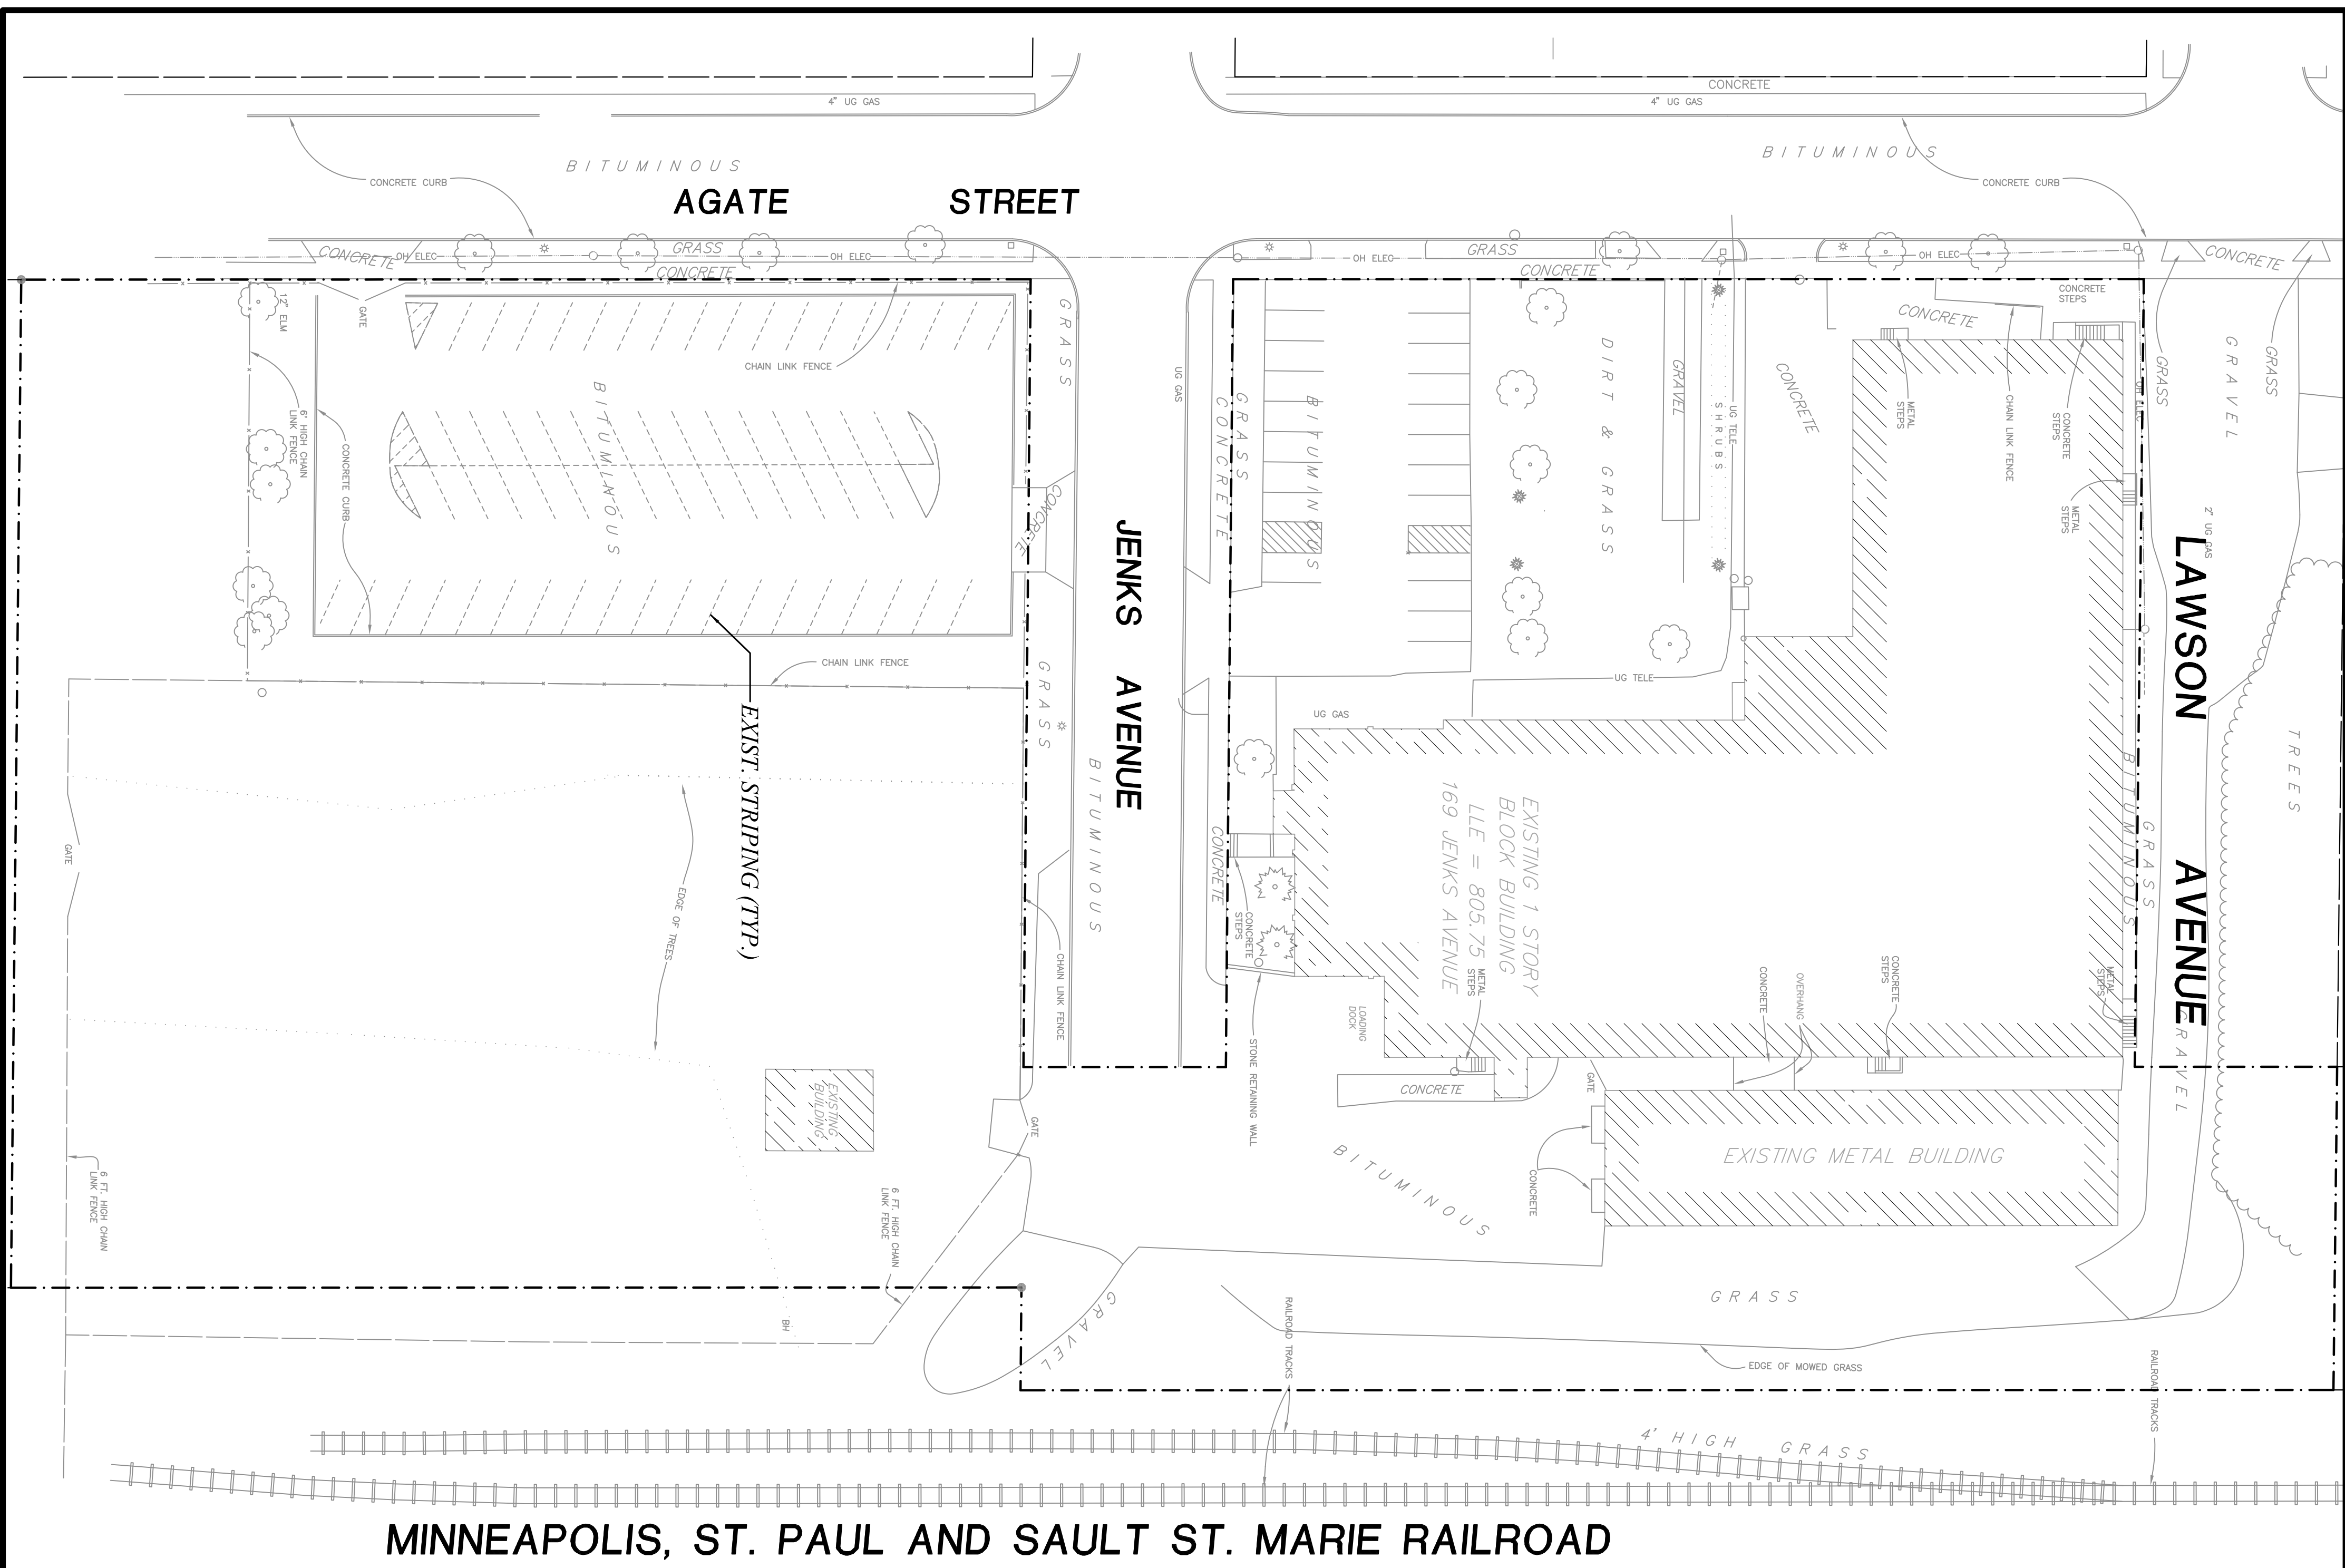 CONCRETE
4" UG GAS
4" UG GAS
BITUMINOUS
BITUMINOUS
CONCRETE CURB
CONCRETE CURB
AGATE STREET
CONCRETE
OH ELEC
GRASS
CONCRETE
OH ELEC
OH ELEC
GRASS
CONCRETE
OH ELEC
CONCRETE
12" ELM
GATE
CHAIN LINK FENCE
6' HIGH CHAIN
LINK FENCE
CONCRETE CURB
BITUMINOUS
GRASS
CONCRETE
UG GAS
CONCRETE
GRASS
BITUMINOUS
DIRT & GRASS
GRAVEL
SHRUBS
UG TELE
CONCRETE
CONCRETE
CONCRETE
STEPS
METAL
STEPS
CHAIN LINK FENCE
CONCRETE
STEPS
METAL
STEPS
OH ELEC
GRASS
GRAVEL
GRASS
2" UG GAS
JENKS AVENUE
LAWSON AVENUE
TREES
CHAIN LINK FENCE
EXIST. STRIPING (TYP.)
GRASS
BITUMINOUS
UG TELE
UG GAS
EXISTING 1 STORY
BLOCK BUILDING
LLE = 805.75
169 JENKS AVENUE
BITUMINOUS
GRASS
GATE
EDGE OF TREES
CONCRETE
CONCRETE
STEPS
CHAIN LINK FENCE
LOADING
DOCK
METAL
STEPS
CONCRETE
OVERHANG
CONCRETE
STEPS
METAL
STEPS
GRAVEL
STONE RETAINING WALL
CONCRETE
GATE
EXISTING
BUILDING
GATE
BITUMINOUS
CONCRETE
EXISTING METAL BUILDING
6 FT. HIGH CHAIN
LINK FENCE
6 FT. HIGH CHAIN
LINK FENCE
BH
GRAVEL
GRASS
RAILROAD TRACKS
EDGE OF MOWED GRASS
RAILROAD TRACKS
4' HIGH GRASS
MINNEAPOLIS, ST. PAUL AND SAULT ST. MARIE RAILROAD